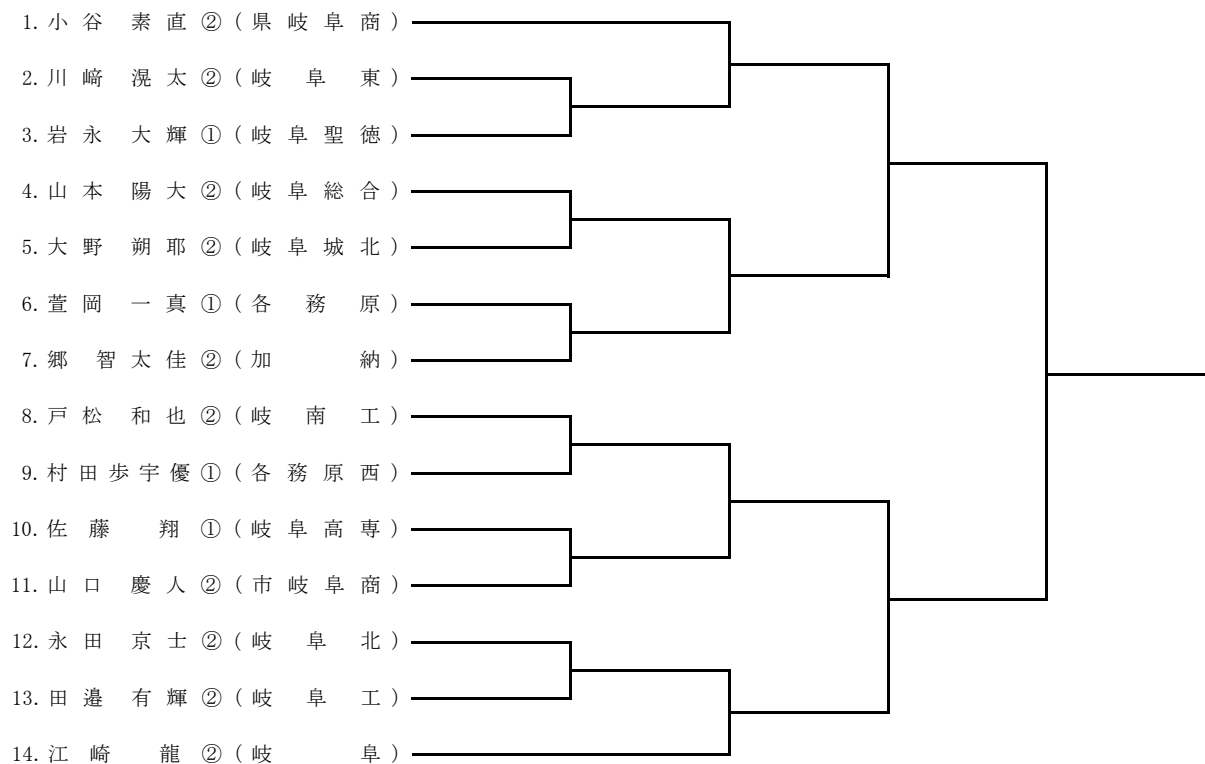 1. 小谷 素直 ② (県岐阜商)
2. 川﨑 滉太 ② (岐阜東)
3. 岩永 大輝 ① (岐阜聖徳)
4. 山本 陽大 ② (岐阜総合)
5. 大野 朔耶 ② (岐阜城北)
6. 萱岡 一真 ① (各務原)
7. 郷 智太佳 ② (加納)
8. 戸松 和也 ② (岐南工)
9. 村田歩宇優 ① (各務原西)
10. 佐藤 翔 ① (岐阜高専)
11. 山口 慶人 ② (市岐阜商)
12. 永田 京士 ② (岐阜北)
13. 田邉 有輝 ② (岐阜工)
14. 江崎 龍 ② (岐阜)